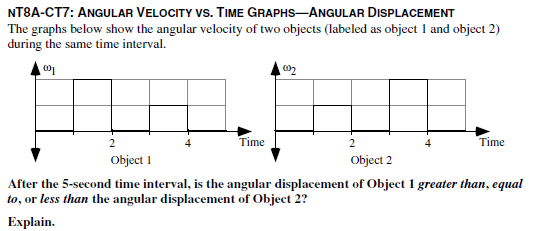 NT8A-CT7: ANGULAR VELOCITY VS. TIME GRAPHS—ANGULAR DISPLACEMENT
The graphs below show the angular velocity of two objects (labeled as object 1 and object 2)
during the same time interval.
ω1 ω2
2 4 Time 2 4 Time
Object 1 Object 2
After the 5-second time interval, is the angular displacement of Object 1 greater than, equal
to, or less than the angular displacement of Object 2?
Explain.